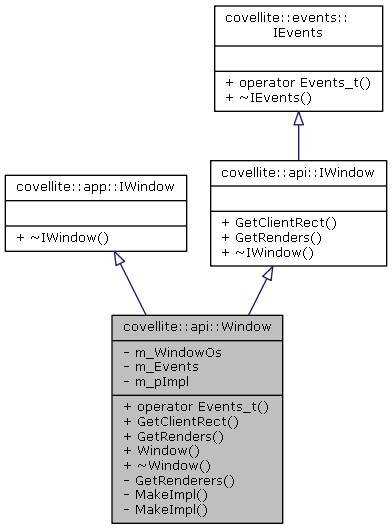 covellite::events::
IEvents
+ operator Events_t()
+ ~IEvents()
covellite::app::IWindow
+ ~IWindow()
covellite::api::IWindow
+ GetClientRect()
+ GetRenders()
+ ~IWindow()
covellite::api::Window
- m_WindowOs
- m_Events
- m_pImpl
+ operator Events_t()
+ GetClientRect()
+ GetRenders()
+ Window()
+ ~Window()
- GetRenderers()
- MakeImpl()
- MakeImpl()